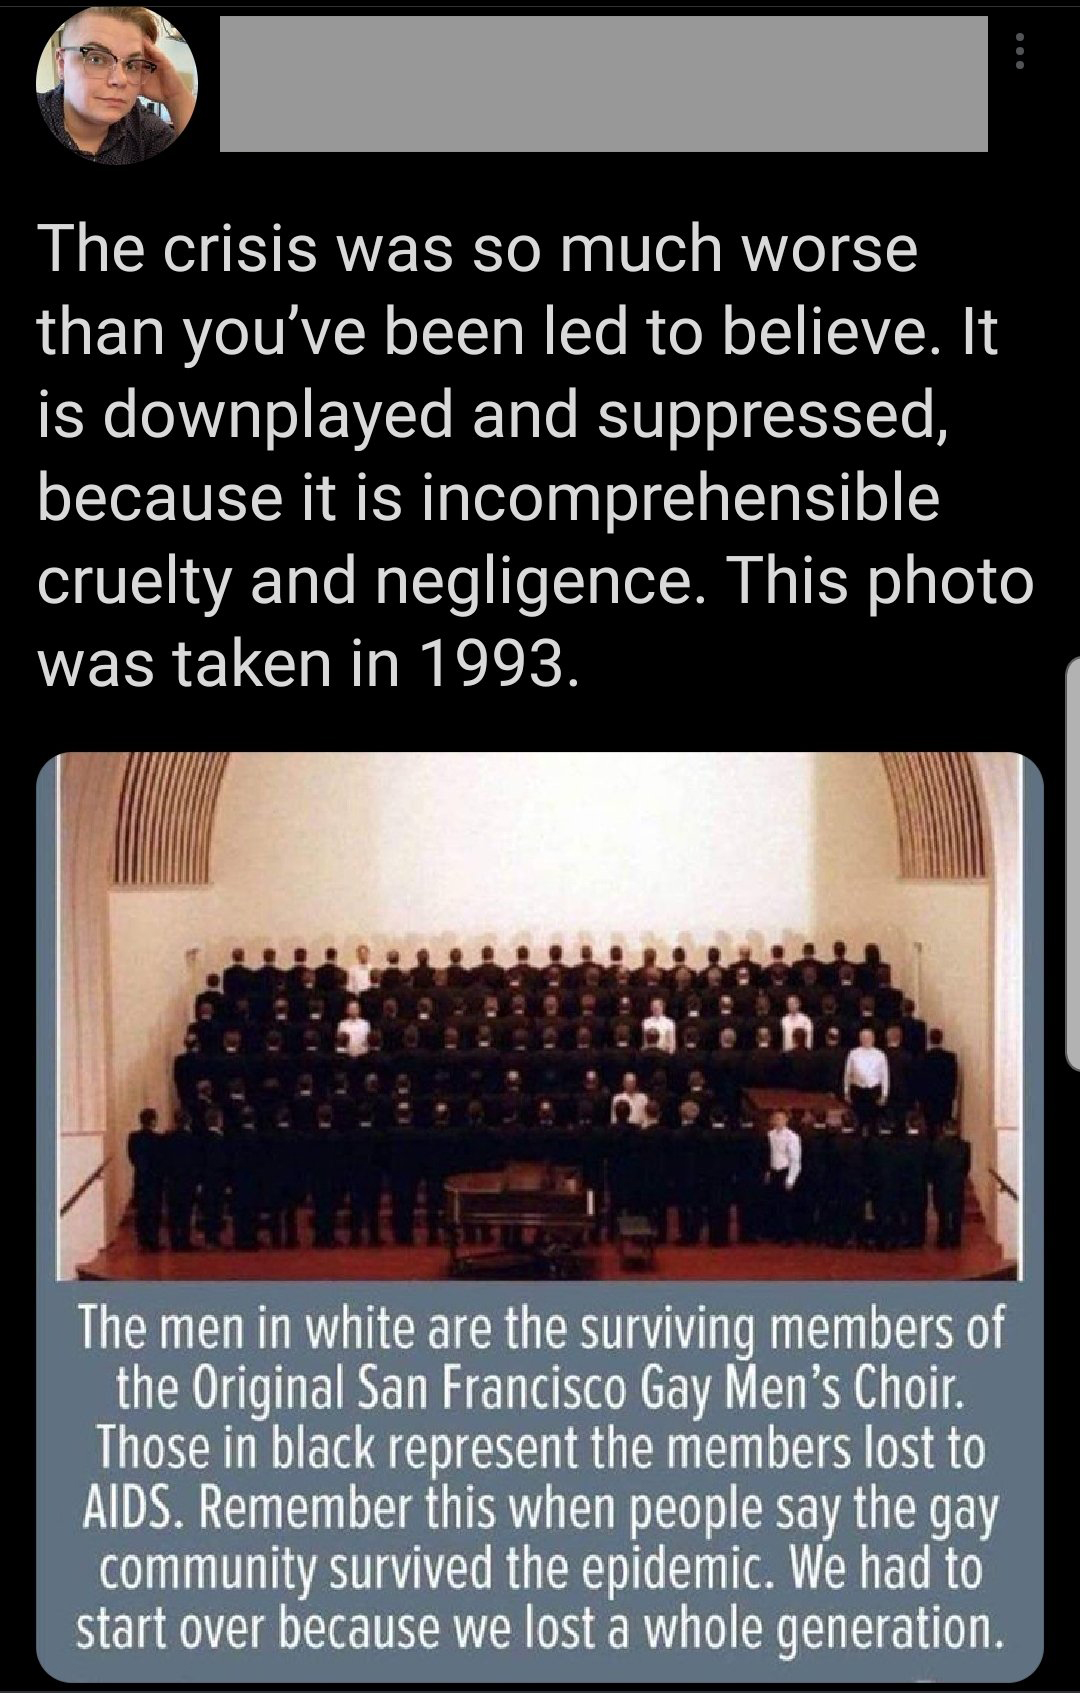 The crisis was so much worse
than you’ve been led to believe. It
is downplayed and suppressed,
because it is incomprehensible
cruelty and negligence. This photo
was taken in 1993.
The men in white are the surviving members of
the Original San Francisco Gay Men’s Choir.
Those in black represent the members lost to
AIDS. Remember this when people say the gay
community survived the epidemic. We had to
start over because we lost a whole generation.